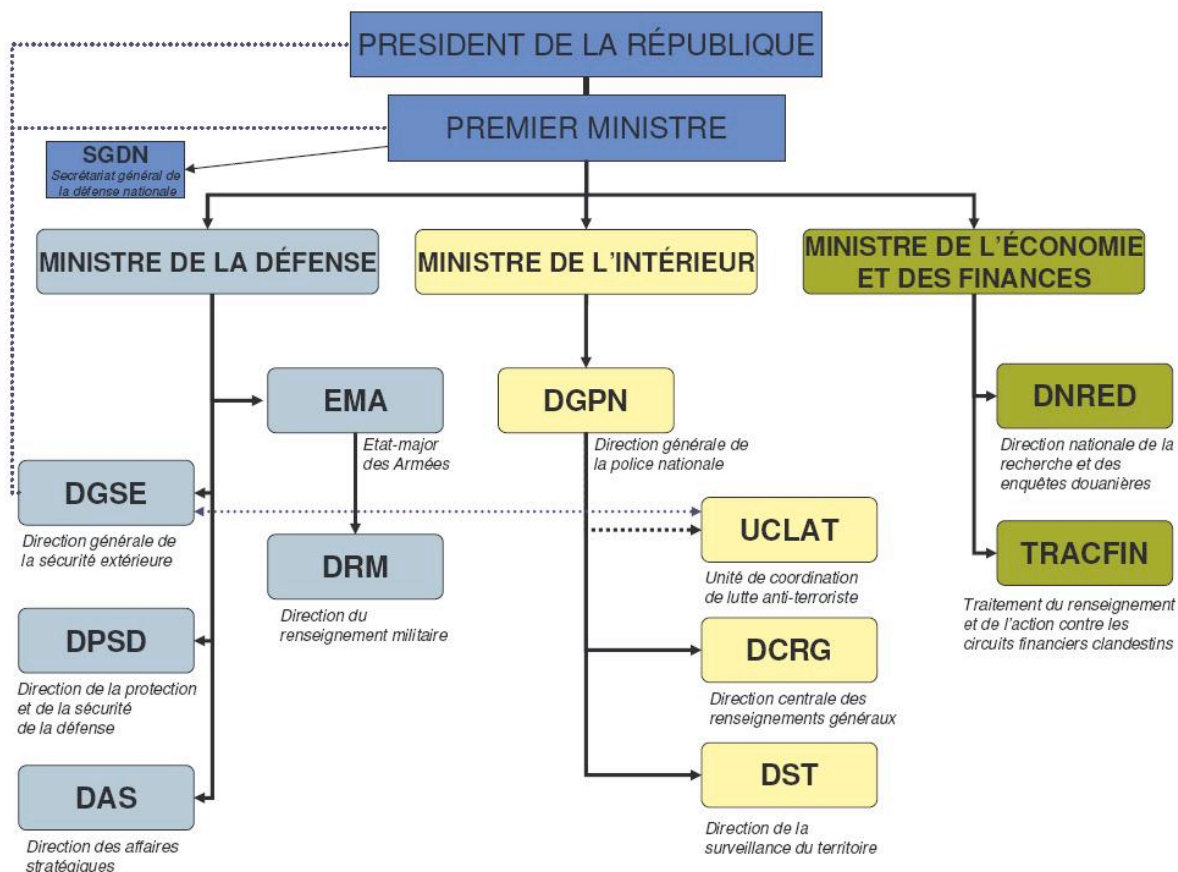 PRESIDENT DE LA RÉPUBLIQUE
PREMIER MINISTRE
SGDN
Secrétariat général de
la défense nationale
MINISTRE DE LA DÉFENSE
MINISTRE DE L'INTÉRIEUR
MINISTRE DE L'ÉCONOMIE
ET DES FINANCES
EMA
Etat-major
des Armées
DGSE
Direction générale de
la sécurité extérieure
DRM
Direction du
renseignement militaire
DPSD
Direction de la protection
et de la sécurité
de la défense
DAS
Direction des affaires
stratégiques
DGPN
Direction générale de
la police nationale
UCLAT
Unité de coordination
de lutte anti-terroriste
DCRG
Direction centrale des
renseignements généraux
DST
Direction de la
surveillance du territoire
DNRED
Direction nationale de la
recherche et des
enquêtes douanières
TRACFIN
Traitement du renseignement
et de l'action contre les
circuits financiers clandestins